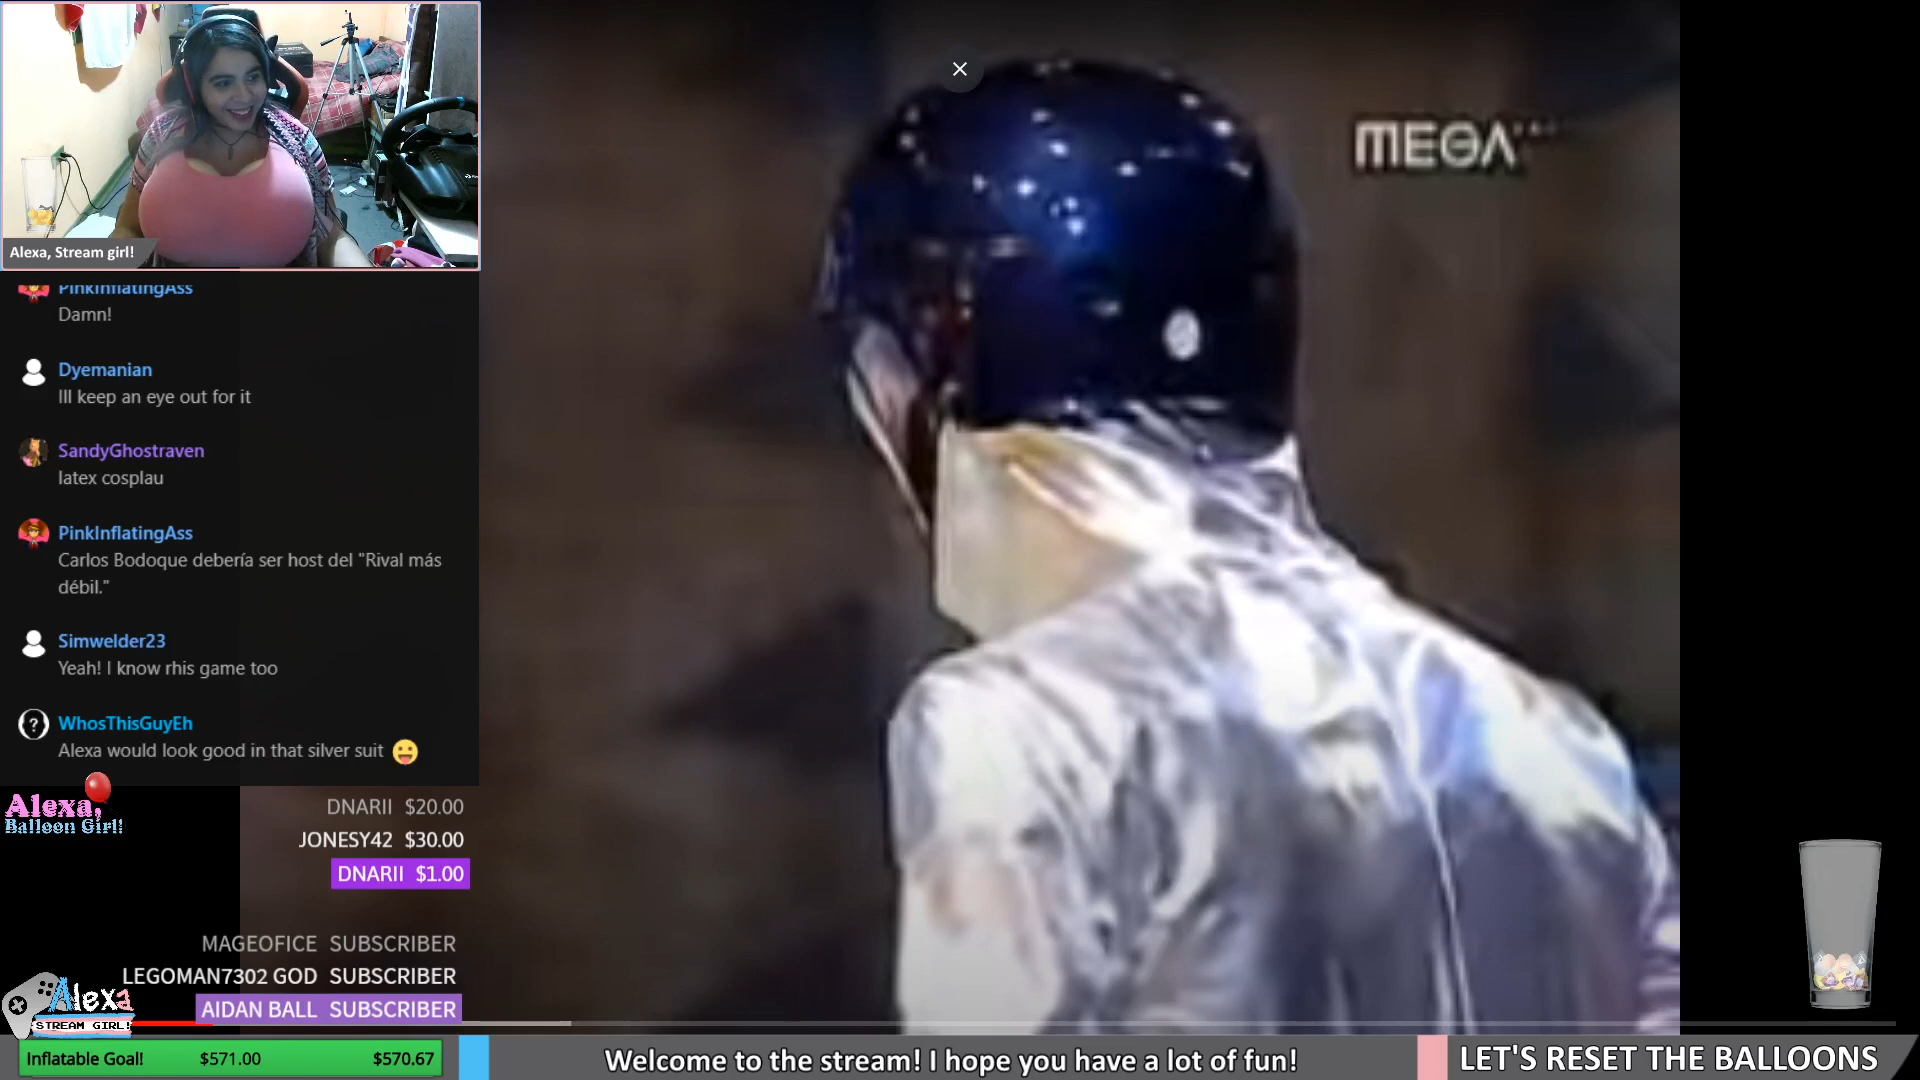 MEGA
Alexa, Stream girl!
PinkInflatingAss
Damn!
Dyemanian
Ill keep an eye out for it
SandyGhostraven
latex cosplau
PinkInflatingAss
Carlos Bodoque debería ser host del "Rival más
débil."
Simwelder23
Yeah! I know rhis game too
WhosThisGuyEh
Alexa would look good in that silver suit 😛
Alexa,
Balloon Girl!
DNARII $20.00
JONESY42 $30.00
DNARII $1.00
MAGEOFICE SUBSCRIBER
LEGOMAN7302 GOD SUBSCRIBER
AIDAN BALL SUBSCRIBER
Alexa
STREAM GIRL!
Inflatable Goal! $571.00 $570.67
Welcome to the stream! I hope you have a lot of fun!
LET'S RESET THE BALLOONS